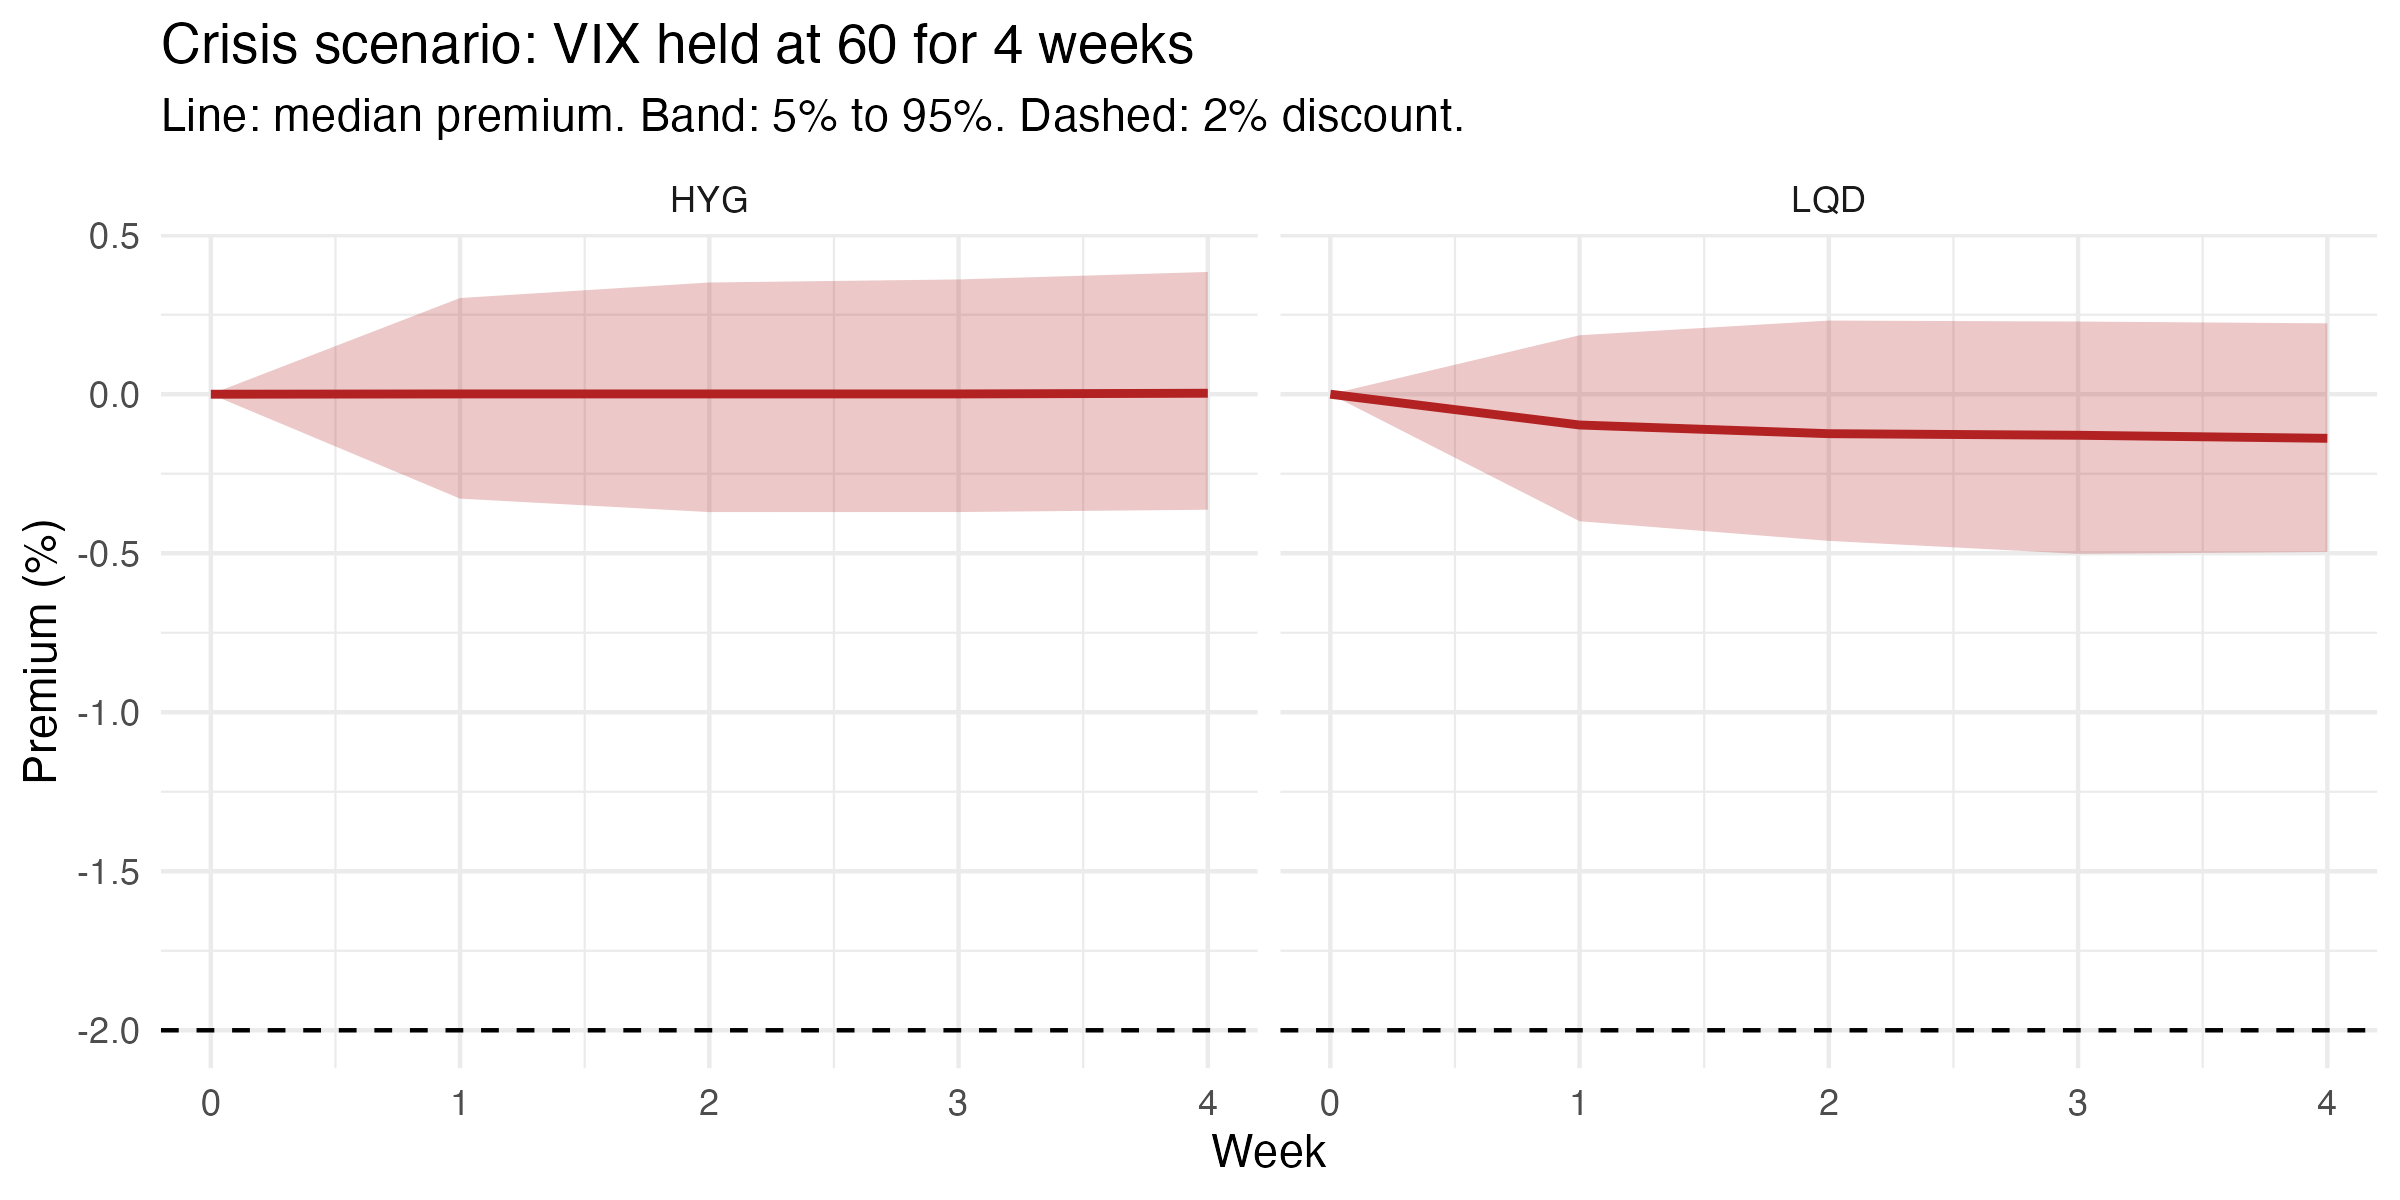 Crisis scenario: VIX held at 60 for 4 weeks
Line: median premium. Band: 5% to 95%. Dashed: 2% discount.
HYG
LQD
Premium (%)
0.5
0.0
-0.5
-1.0
-1.5
-2.0
0 1 2 3 4
0 1 2 3 4
Week